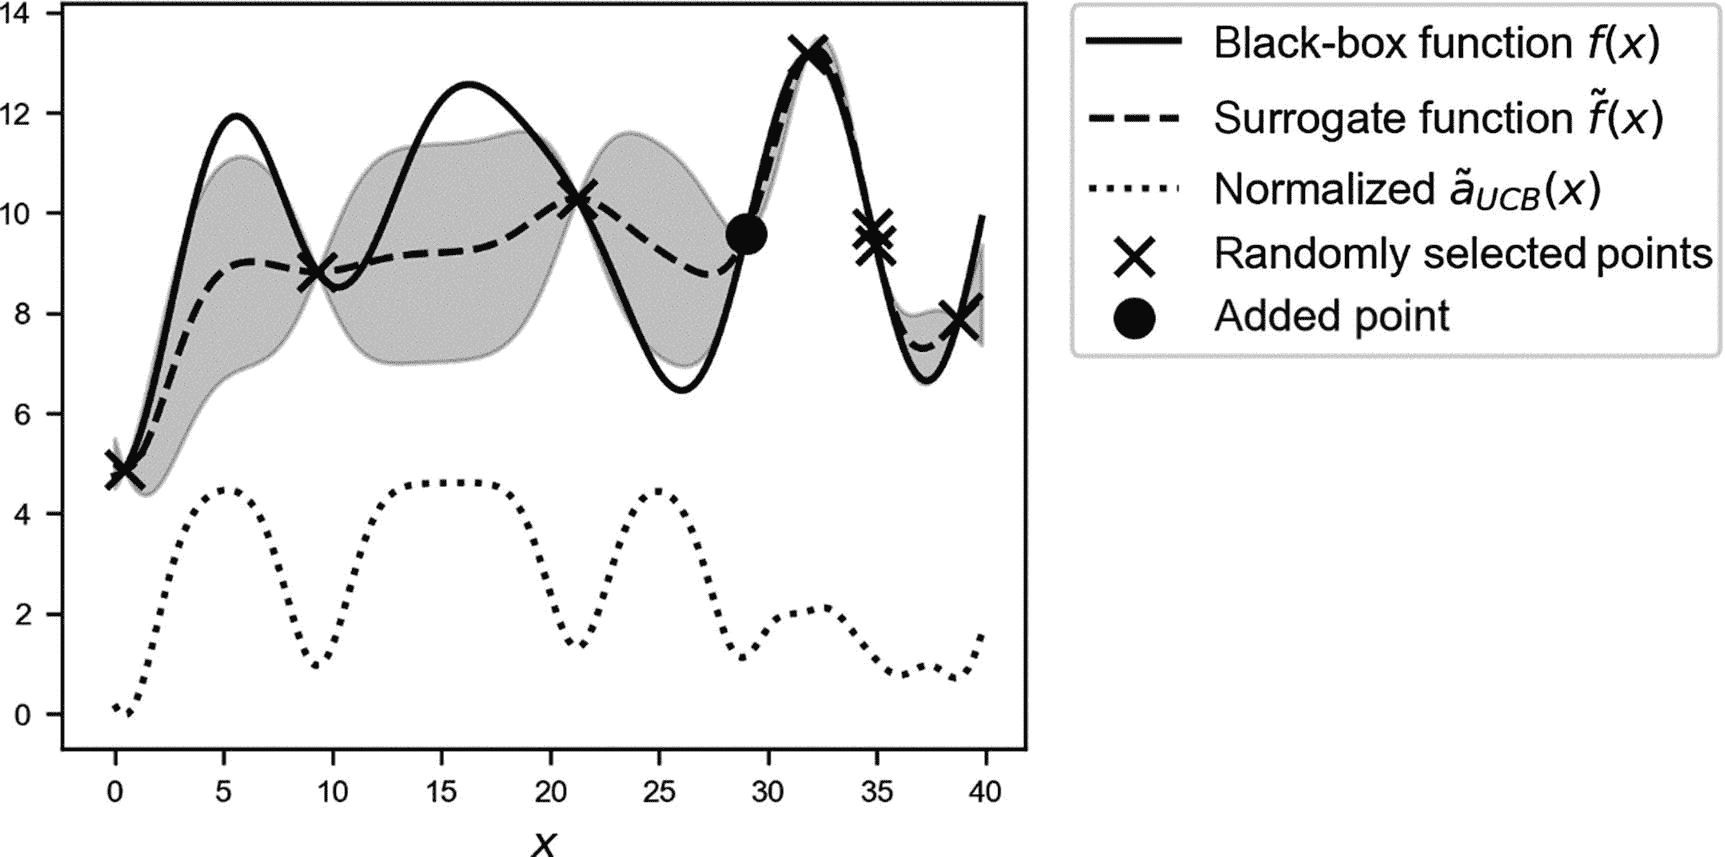 14
12
10
8
6
4
2
0
0 5 10 15 20 25 30 35 40
x
Black-box function f(x)
Surrogate function f̃(x)
Normalized ã_UCB(x)
Randomly selected points
Added point